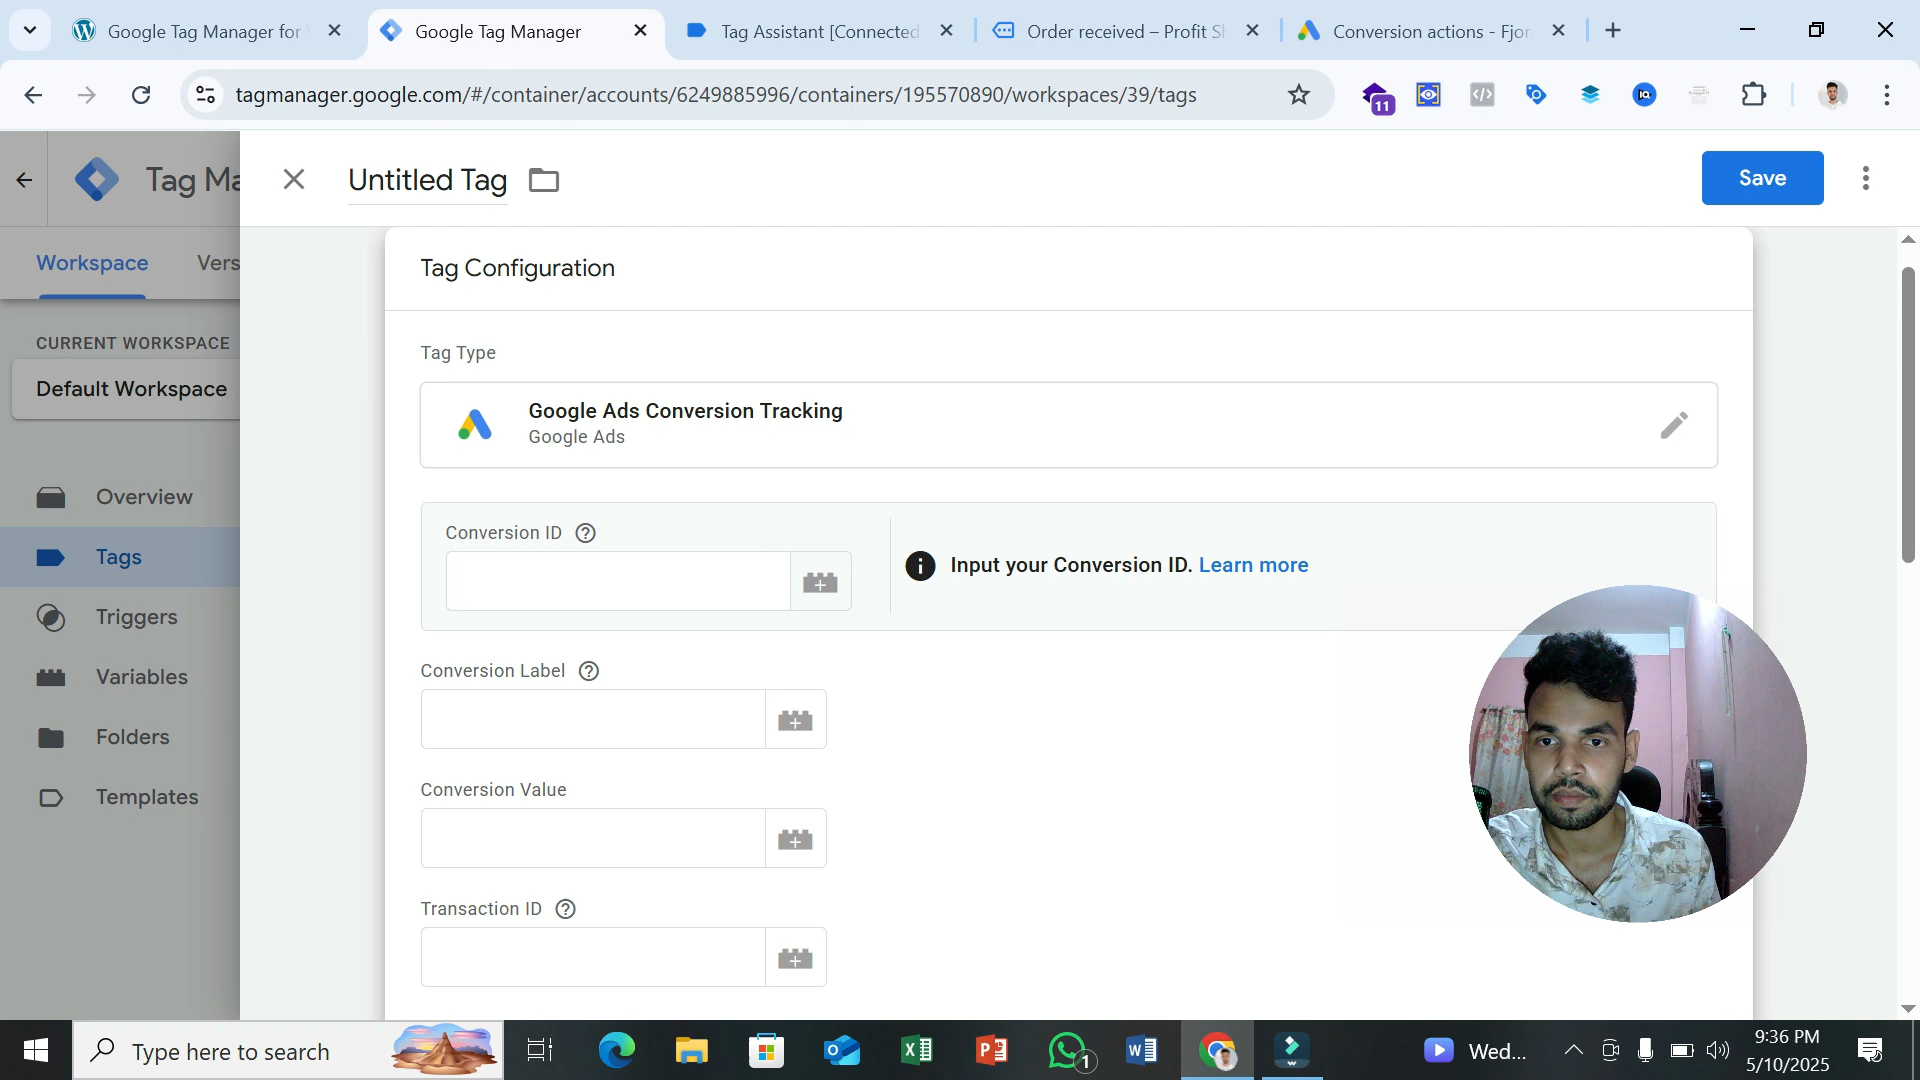 Google Tag Manager for
Google Tag Manager
Tag Assistant [Connected
Order received – Profit Sh
Conversion actions - Fjor
tagmanager.google.com/#/container/accounts/6249885996/containers/195570890/workspaces/39/tags
11
Tag Ma
Untitled Tag
Save
Workspace
Vers
Tag Configuration
CURRENT WORKSPACE
Default Workspace
Tag Type
Google Ads Conversion Tracking
Google Ads
Overview
Tags
Triggers
Variables
Folders
Templates
Conversion ID
Input your Conversion ID. Learn more
Conversion Label
Conversion Value
Transaction ID
Type here to search
1
Wed...
9:36 PM
5/10/2025